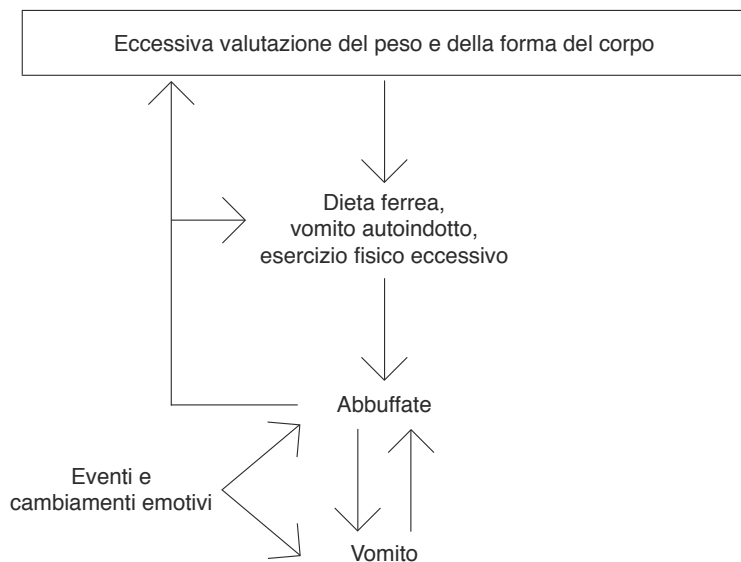 Eccessiva valutazione del peso e della forma del corpo
Dieta ferrea,
vomito autoindotto,
esercizio fisico eccessivo
Abbuffate
Eventi e
cambiamenti emotivi
Vomito